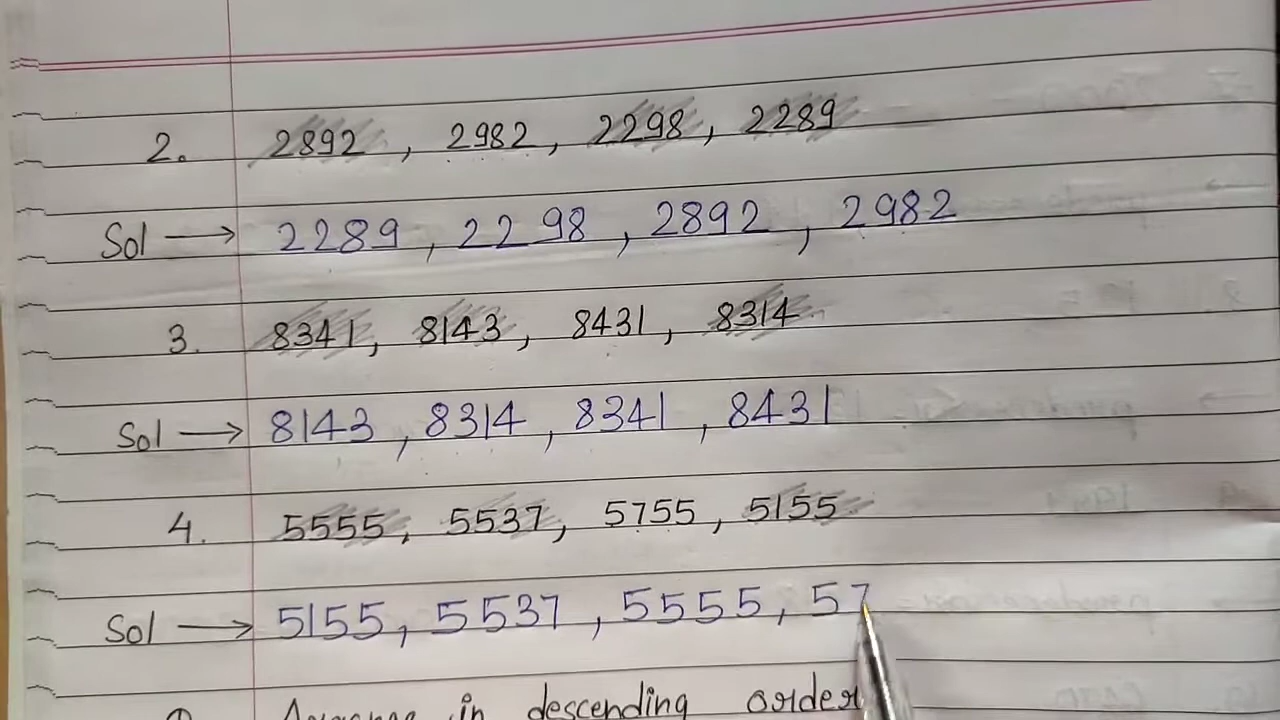 2. 2892, 2982, 2298, 2289
Sol → 2289, 2298, 2892, 2982
3. 8341, 8143, 8431, 8314
Sol → 8143, 8314, 8341, 8431
4. 5555, 5537, 5755, 5155
Sol → 5155, 5537, 5555, 57
Arrange in descending order